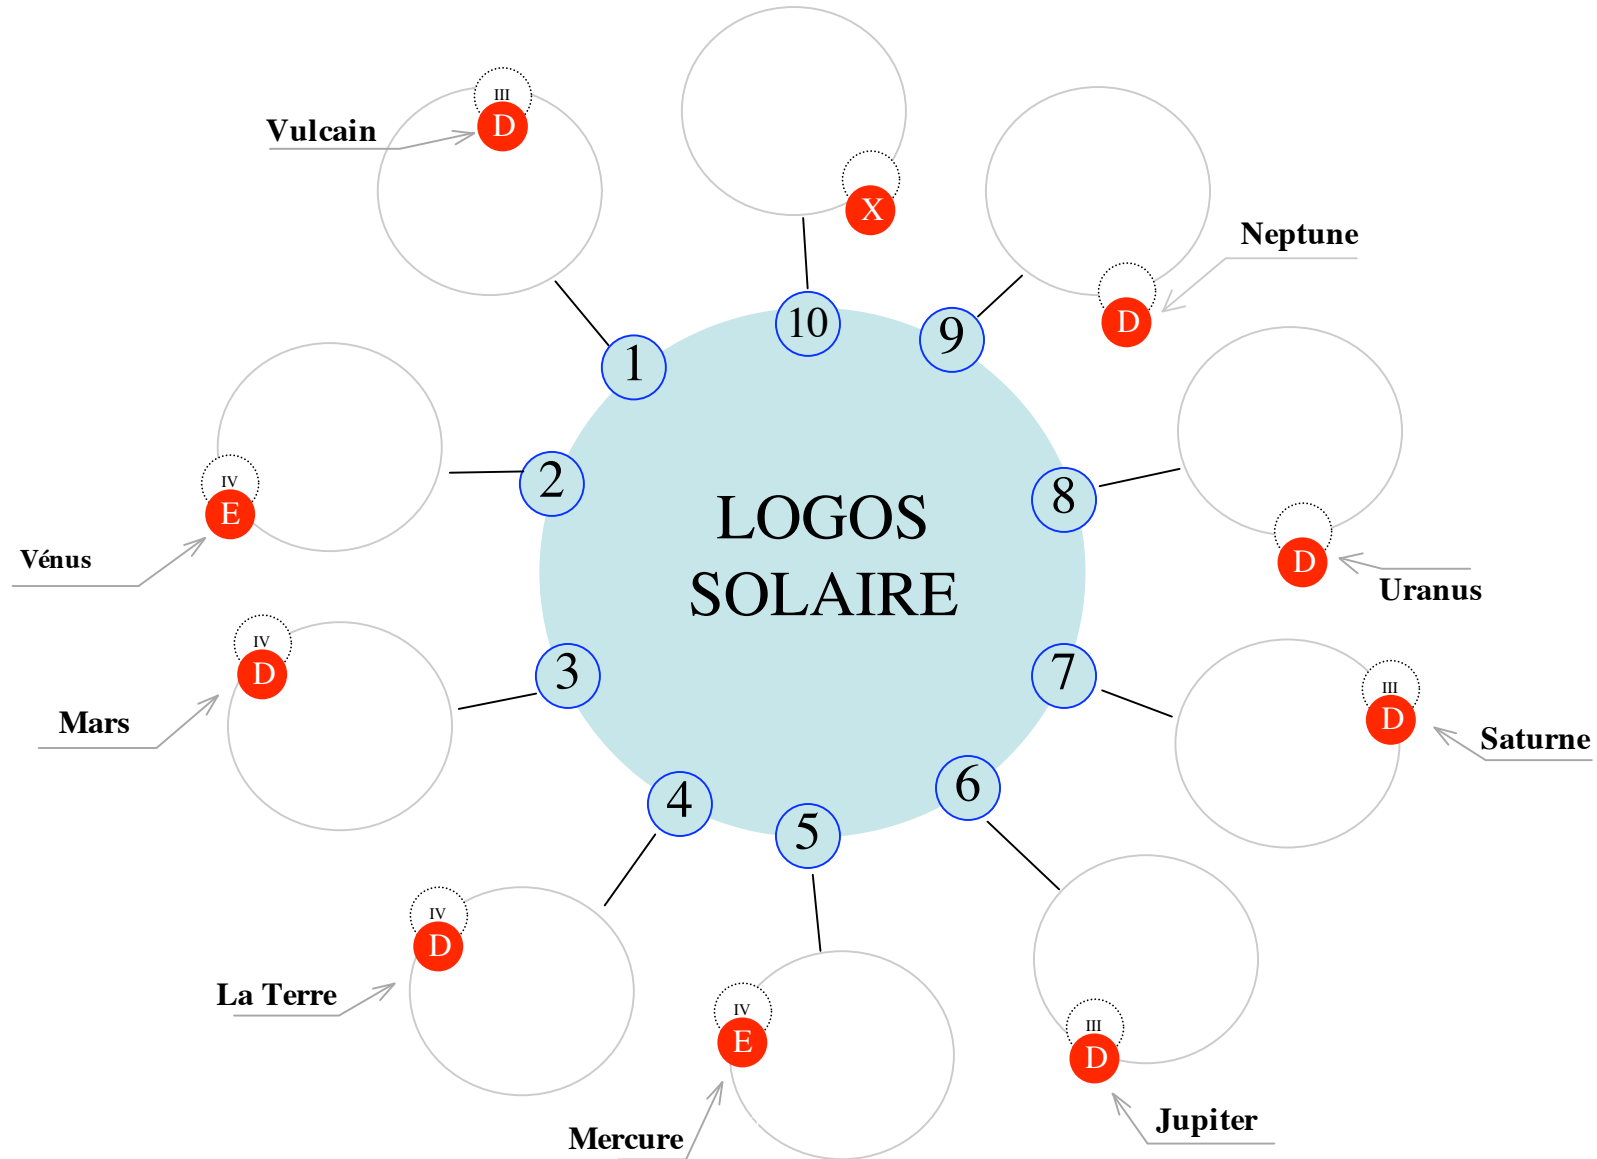 III
D
Vulcain
X
Neptune
D
10
9
1
2
8
IV
E
Vénus
LOGOS
SOLAIRE
D
Uranus
IV
D
Mars
3
7
III
D
Saturne
4
5
6
IV
D
La Terre
IV
E
Mercure
III
D
Jupiter